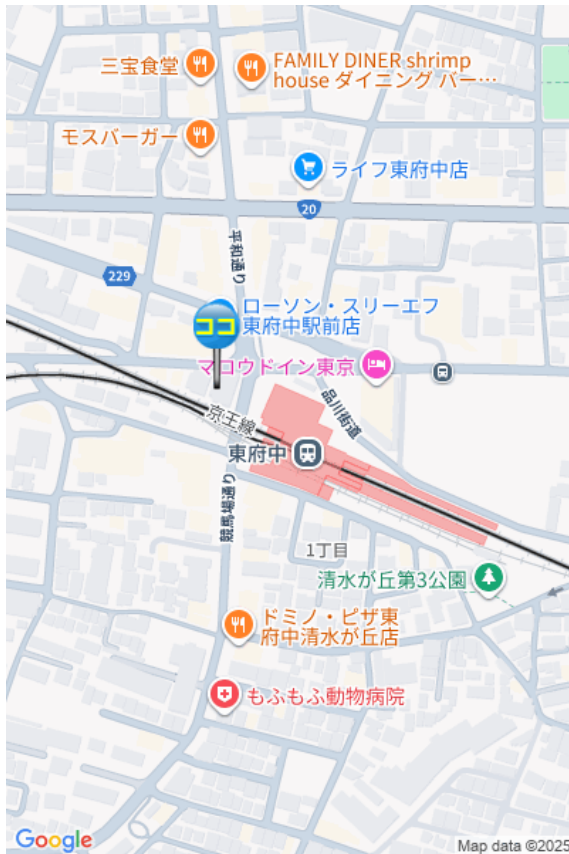 三宝食堂
FAMILY DINER shrimp
house ダイニング バー…
モスバーガー
ライフ東府中店
20
平和通り
229
ローソン・スリーエフ
東府中駅前店
ココ
マロウドイン東京
品川街道
京王線
東府中
競馬場通り
1丁目
清水が丘第3公園
ドミノ・ピザ東
府中清水が丘店
もふもふ動物病院
Google
Map data ©2025